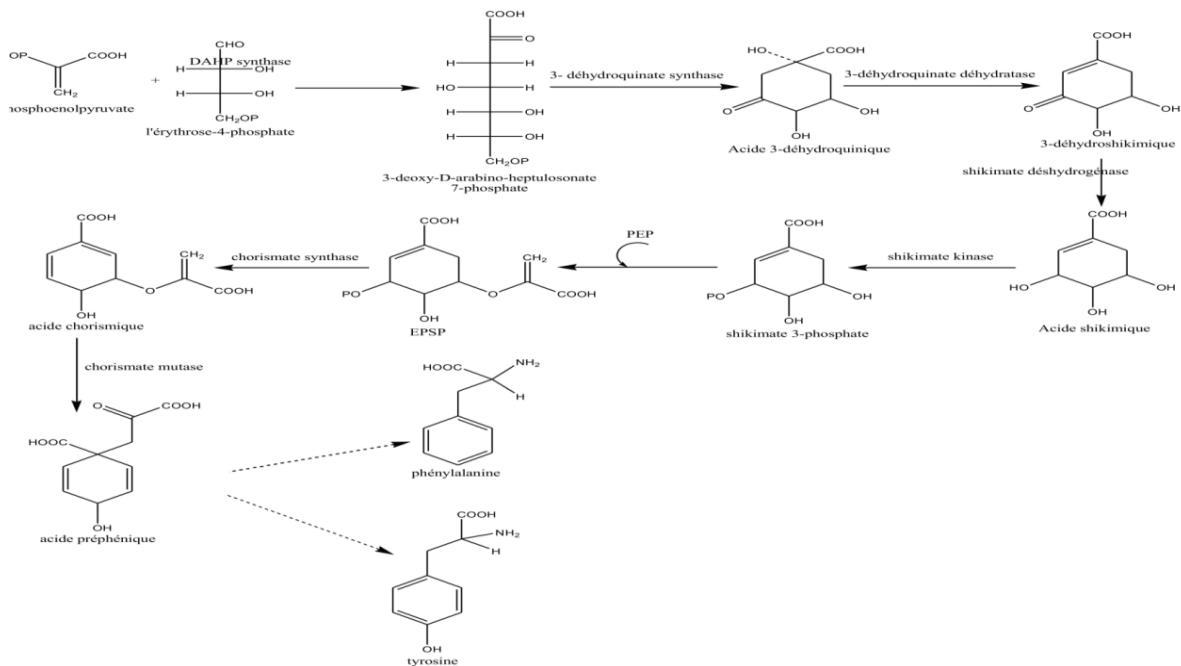 COOH
OP
COOH
CH2
hosphoenolpyruvate
+
CHO
DAHP synthase
H
OH
H
OH
CH2OP
l'érythrose-4-phosphate
O
H
H
HO
H
H
OH
H
OH
CH2OP
3-deoxy-D-arabino-heptulosonate
7-phosphate
3- déhydroquinate synthase
HO
COOH
O
OH
OH
Acide 3-déhydroquinique
3-déhydroquinate déhydratase
COOH
O
OH
OH
3-déhydroshikimique
shikimate déshydrogénase
COOH
HO
OH
OH
Acide shikimique
shikimate kinase
COOH
PO
OH
OH
shikimate 3-phosphate
PEP
COOH
CH2
PO
O
COOH
OH
EPSP
chorismate synthase
COOH
CH2
O
COOH
OH
acide chorismique
chorismate mutase
O
COOH
HOOC
OH
acide préphénique
HOOC
NH2
H
phénylalanine
COOH
NH2
H
OH
tyrosine